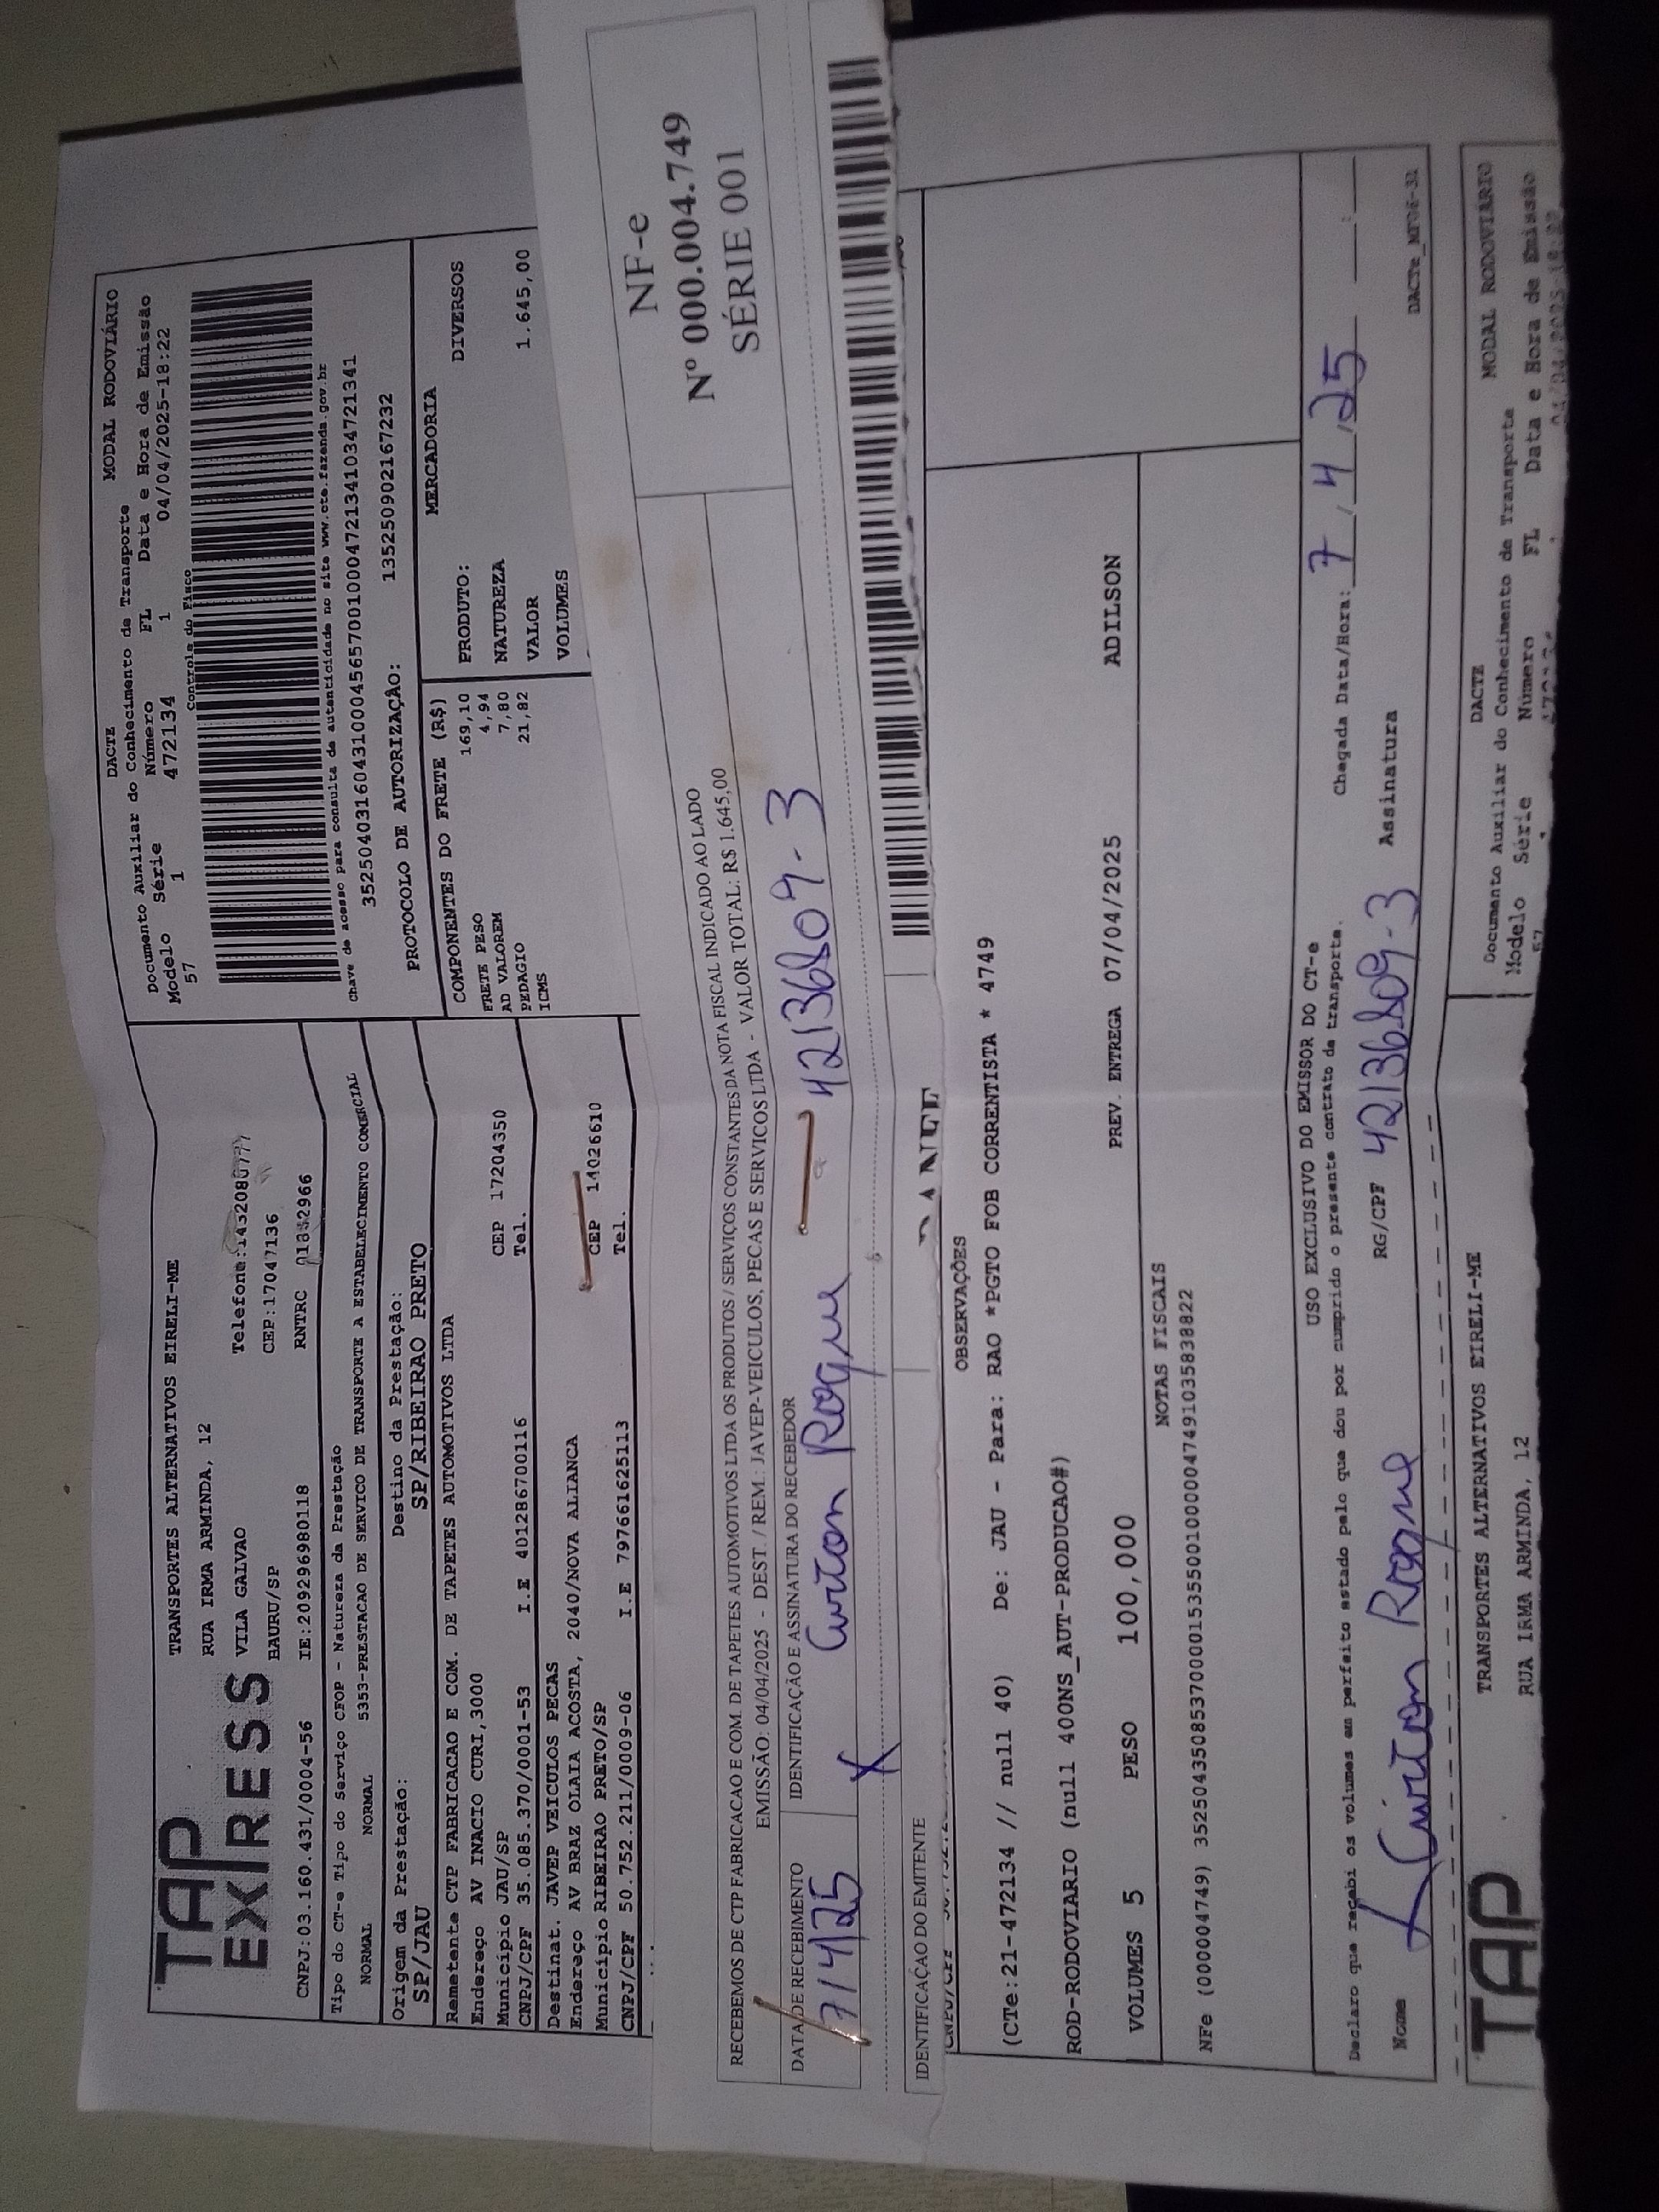 TAP
EXPRESS
TRANSPORTES ALTERNATIVOS EIRELI-ME
RUA IRMA ARMINDA, 12
VILA GALVAO
BAURU/SP
CEP:17047136
CNPJ:03.160.431/0004-56 IE:209296980118 RNTRC
Tipo do CT-e Tipo do Serviço CFOP - Natureza da Prestação
NORMAL NORMAL 5353-PRESTACAO DE SERVICO DE TRANSPORTE A ESTABELECIMENTO COMERCIAL
Origem da Prestação: Destino da Prestação:
SP/JAU SP/RIBEIRAO PRETO
Remetente CTP FABRICACAO E COM. DE TAPETES AUTOMOTIVOS LTDA
Endereço AV INACIO CURI,3000
Município JAU/SP CEP 17204350
CNPJ/CPF 35.085.370/0001-53 I.E 401286700116 Tel.
Destinat. JAVEP VEICULOS PECAS
Endereço AV BRAZ OLAIA ACOSTA, 2040/NOVA ALIANCA
Município RIBEIRAO PRETO/SP CEP 14026610
CNPJ/CPF 50.752.211/0009-06 I.E 797661625113 Tel.
DACTE MODAL RODOVIÁRIO
Documento Auxiliar do Conhecimento de Transporte
Modelo Série Número FL Data e Hora de Emissão
57 1 472134 1 04/04/2025-18:22
Controle do Fisco
Chave de acesso para consulta de autenticidade no site www.cte.fazenda.gov.br
35250403160431000456570010004721341034721341
PROTOCOLO DE AUTORIZAÇÃO: 135250902167232
COMPONENTES DO FRETE (R$) MERCADORIA
FRETE PESO 169,10 PRODUTO: DIVERSOS
AD VALOREM 4,94 NATUREZA
PEDAGIO 7,80 VALOR 1.645,00
ICMS 21,82 VOLUMES
RECEBEMOS DE CTP FABRICACAO E COM. DE TAPETES AUTOMOTIVOS LTDA OS PRODUTOS / SERVIÇOS CONSTANTES DA NOTA FISCAL INDICADO AO LADO
EMISSÃO: 04/04/2025 - DEST. / REM.: JAVEP-VEICULOS, PECAS E SERVICOS LTDA - VALOR TOTAL: R$ 1.645,00
DATA DE RECEBIMENTO IDENTIFICAÇÃO E ASSINATURA DO RECEBEDOR
7/4/25 Roque 42136809-3
X
NF-e
Nº 000.004.749
SÉRIE 001
IDENTIFICAÇAO DO EMITENTE
OBSERVAÇÕES
(CTe:21-472134 // null 40) De: JAU - Para: RAO *PGTO FOB CORRENTISTA * 4749
ROD-RODOVIARIO (null 400NS_AUT-PRODUCAO#)
VOLUMES 5 PESO 100,000 PREV. ENTREGA 07/04/2025 ADILSON
NOTAS FISCAIS
NFe (00004749) 35250435085370000153550010000047491035838822
USO EXCLUSIVO DO EMISSOR DO CT-e
Declaro que recebi os volumes em perfeito estado pelo que dou por cumprido o presente contrato de transporte. Chegada Data/Hora: 7/4/25 :
Nome Roque RG/CPF 42136809-3 Assinatura
DACTe_MF06-32
TAP
TRANSPORTES ALTERNATIVOS EIRELI-ME
RUA IRMA ARMINDA, 12
DACTE MODAL RODOVIÁRIO
Documento Auxiliar do Conhecimento de Transporte
Modelo Série Número FL Data e Hora de Emissão